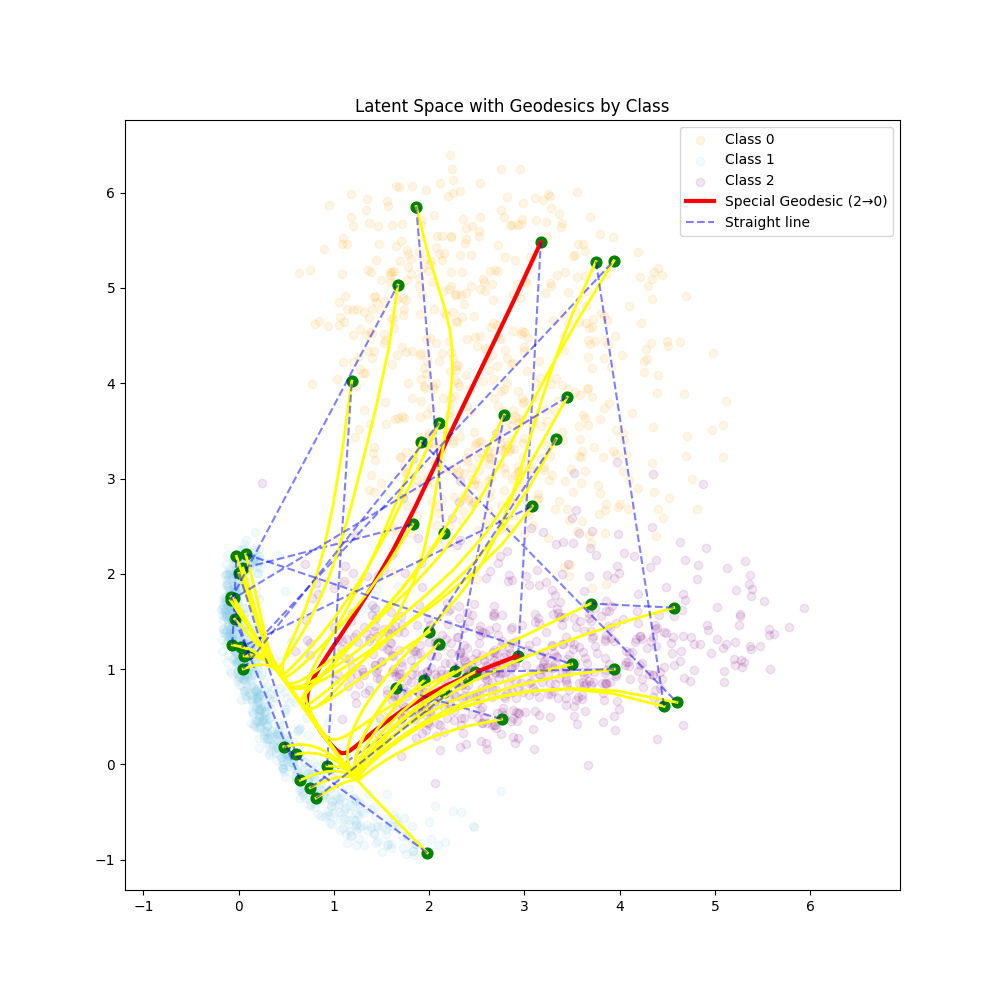 Latent Space with Geodesics by Class
Class 0
Class 1
Class 2
Special Geodesic (2→0)
Straight line
6
5
4
3
2
1
0
−1
−1 0 1 2 3 4 5 6